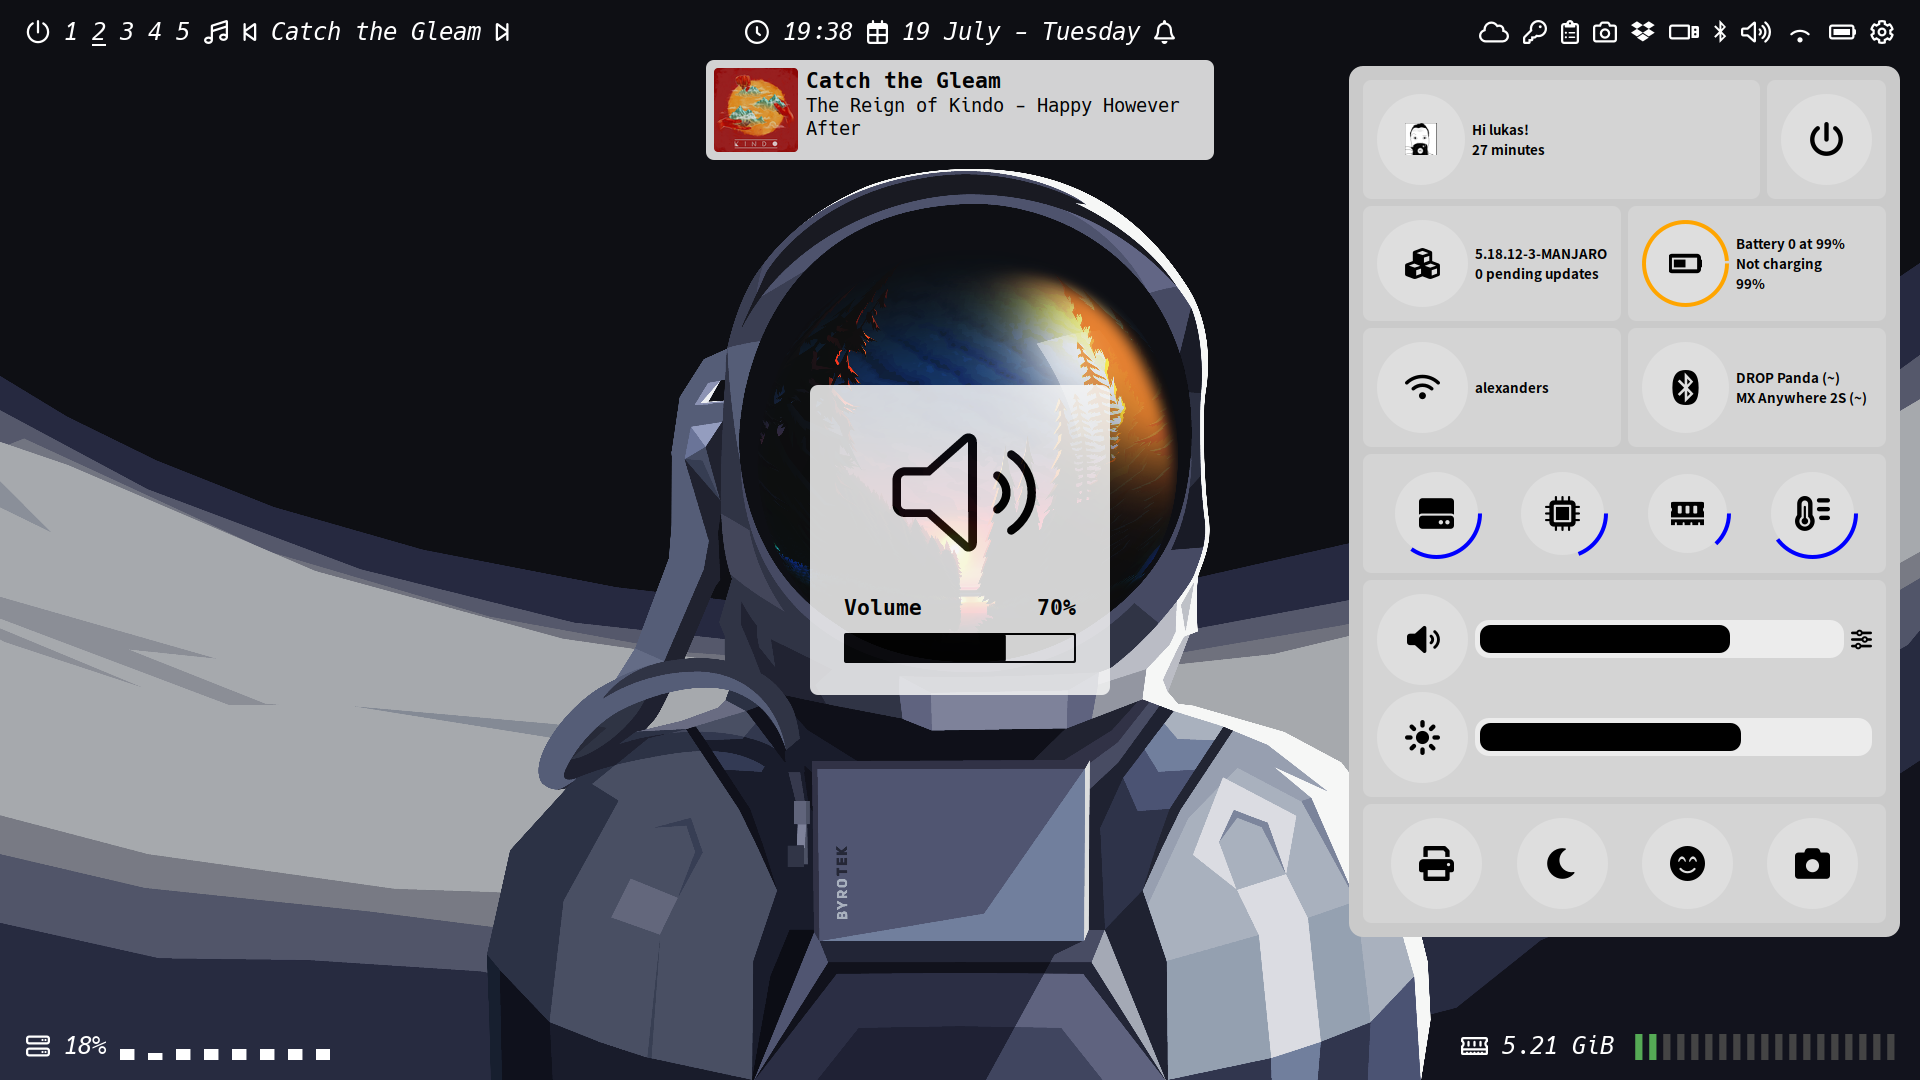 1 2 3 4 5 Catch the Gleam
19:38 19 July - Tuesday
Catch the Gleam
The Reign of Kindo - Happy However
After
KINDO
Hi lukas!
27 minutes
5.18.12-3-MANJARO
0 pending updates
Battery 0 at 99%
Not charging
99%
alexanders
DROP Panda (~)
MX Anywhere 2S (~)
Volume 70%
BYROTEK
18%
5.21 GiB